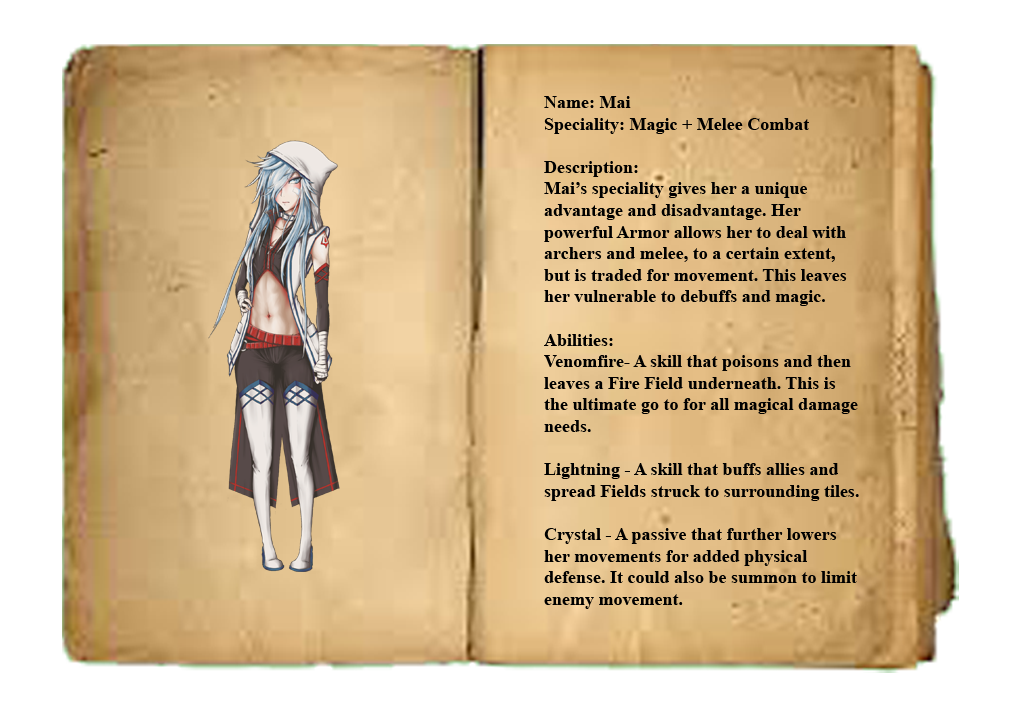 Name: Mai
Speciality: Magic + Melee Combat
Description:
Mai’s speciality gives her a unique
advantage and disadvantage. Her
powerful Armor allows her to deal with
archers and melee, to a certain extent,
but is traded for movement. This leaves
her vulnerable to debuffs and magic.
Abilities:
Venomfire- A skill that poisons and then
leaves a Fire Field underneath. This is
the ultimate go to for all magical damage
needs.
Lightning - A skill that buffs allies and
spread Fields struck to surrounding tiles.
Crystal - A passive that further lowers
her movements for added physical
defense. It could also be summon to limit
enemy movement.